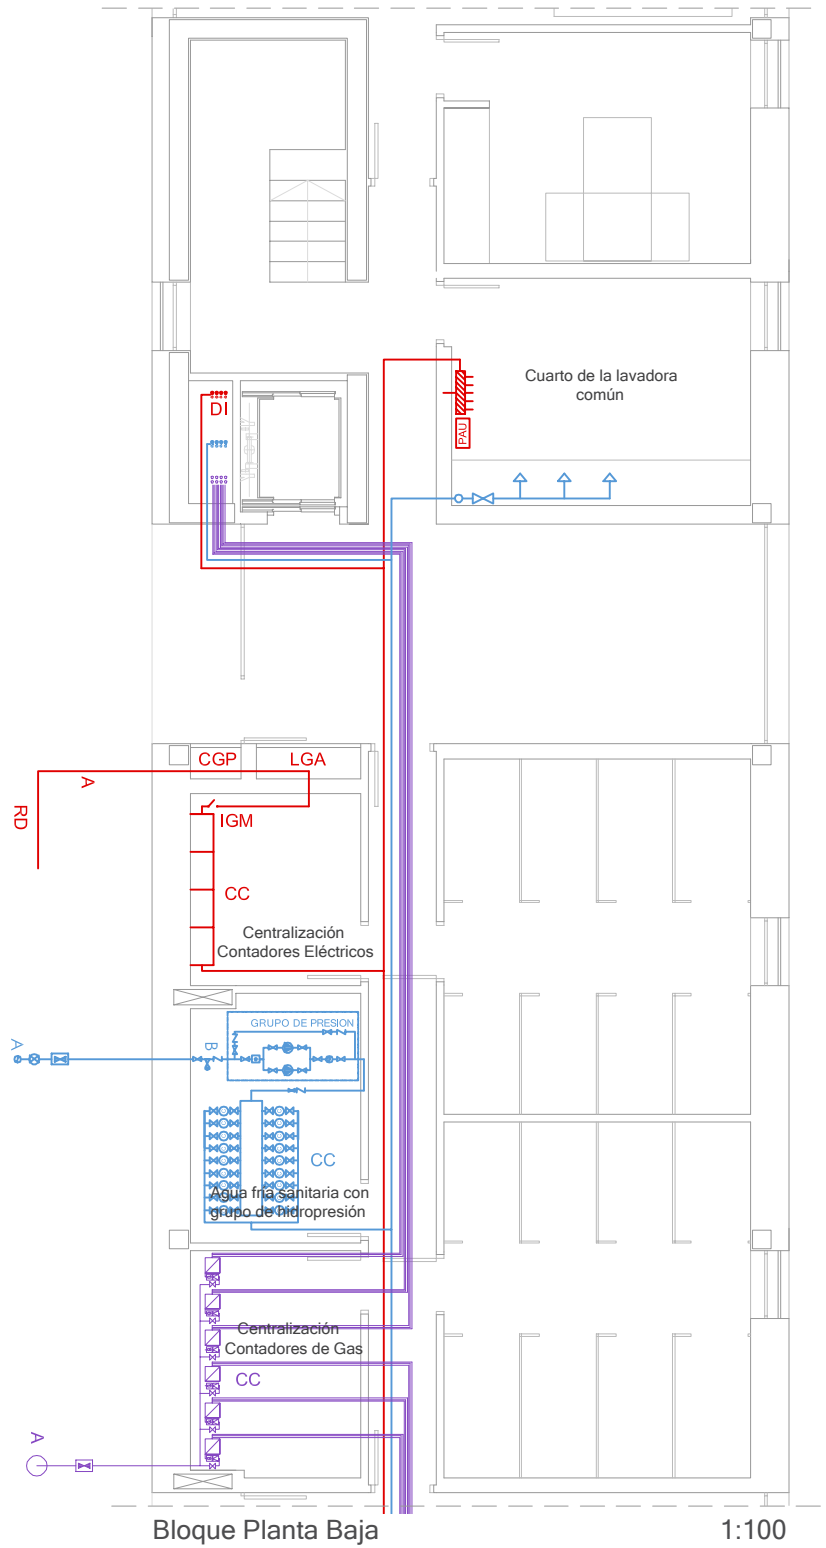 Cuarto de la lavadora
común
DI
PAU
CGP
LGA
A
RD
IGM
CC
Centralización
Contadores Eléctricos
GRUPO DE PRESION
A
B
CC
Agua fría sanitaria con
grupo de hidropresión
Centralización
Contadores de Gas
CC
A
Bloque Planta Baja
1:100